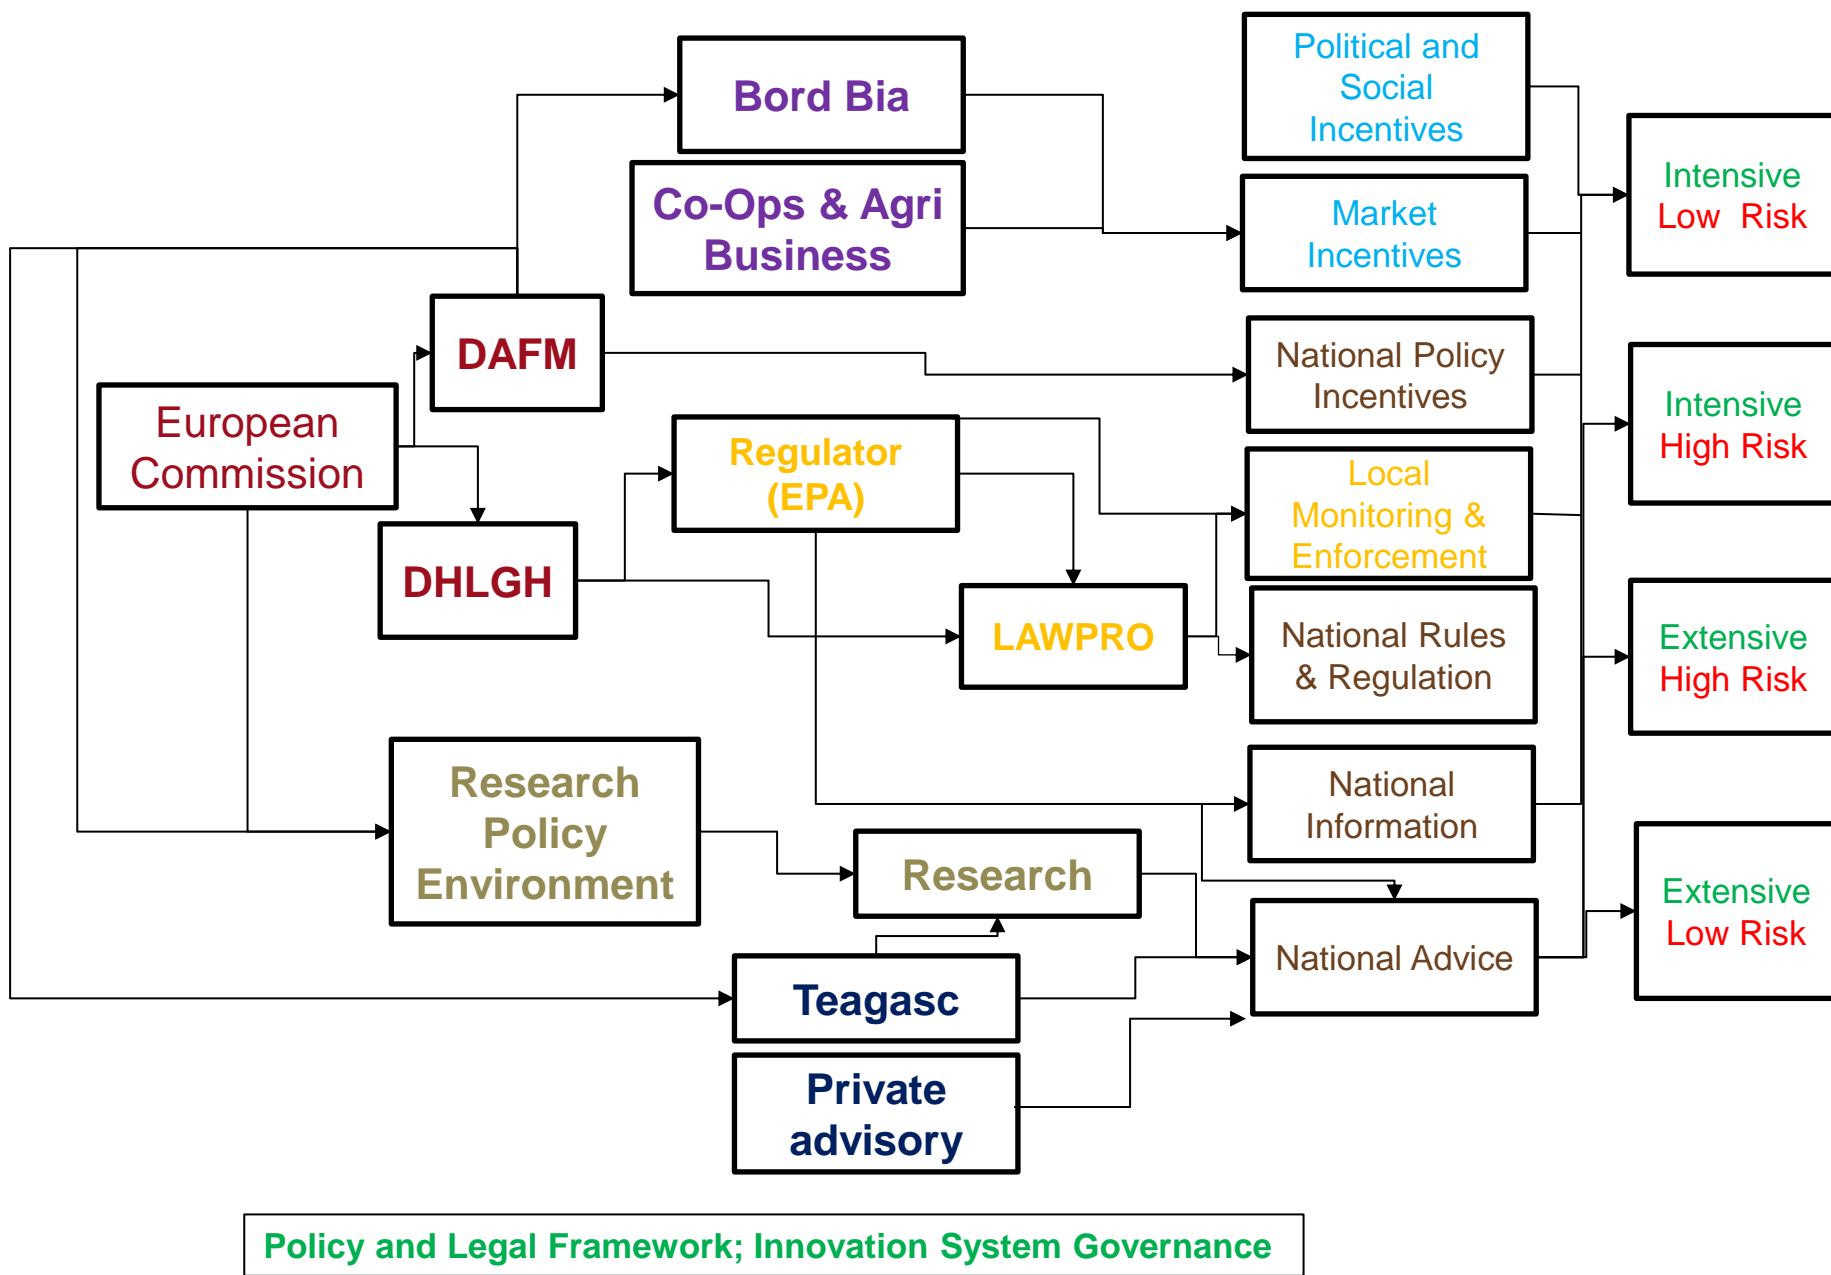 Bord Bia
Co-Ops & Agri
Business
DAFM
European
Commission
DHLGH
Regulator
(EPA)
LAWPRO
Research
Policy
Environment
Research
Teagasc
Private
advisory
Political and
Social
Incentives
Market
Incentives
National Policy
Incentives
Local
Monitoring &
Enforcement
National Rules
& Regulation
National
Information
National Advice
Intensive
Low Risk
Intensive
High Risk
Extensive
High Risk
Extensive
Low Risk
Policy and Legal Framework; Innovation System Governance